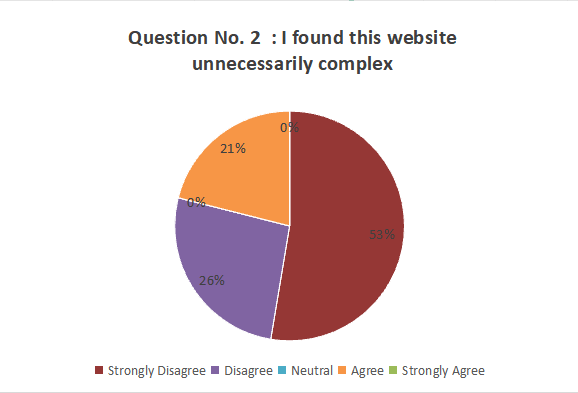 Question No. 2 : I found this website
unnecessarily complex
0%
21%
0%
53%
26%
Strongly Disagree Disagree Neutral Agree Strongly Agree